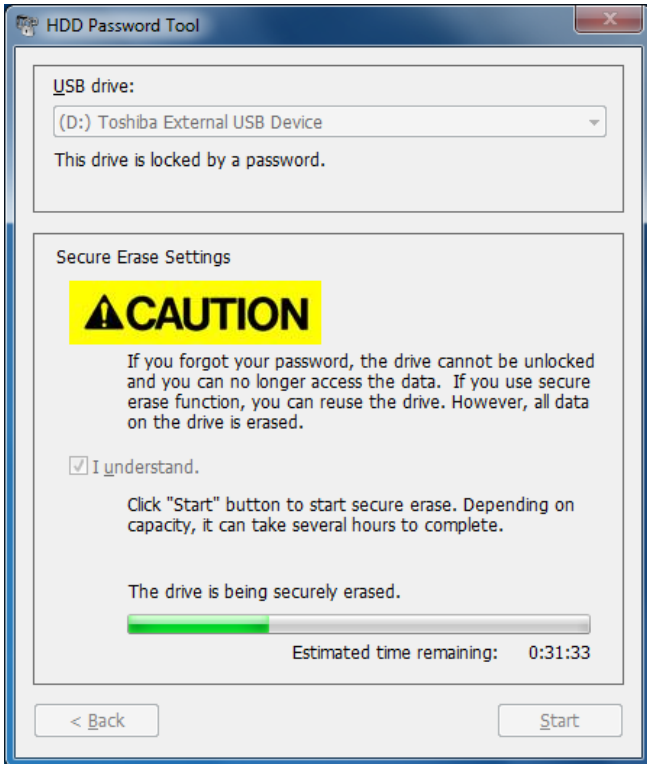 HDD Password Tool
USB drive:
(D:) Toshiba External USB Device
This drive is locked by a password.
Secure Erase Settings
CAUTION
If you forgot your password, the drive cannot be unlocked
and you can no longer access the data.  If you use secure
erase function, you can reuse the drive. However, all data
on the drive is erased.
I understand.
Click "Start" button to start secure erase. Depending on
capacity, it can take several hours to complete.
The drive is being securely erased.
Estimated time remaining: 0:31:33
< Back
Start